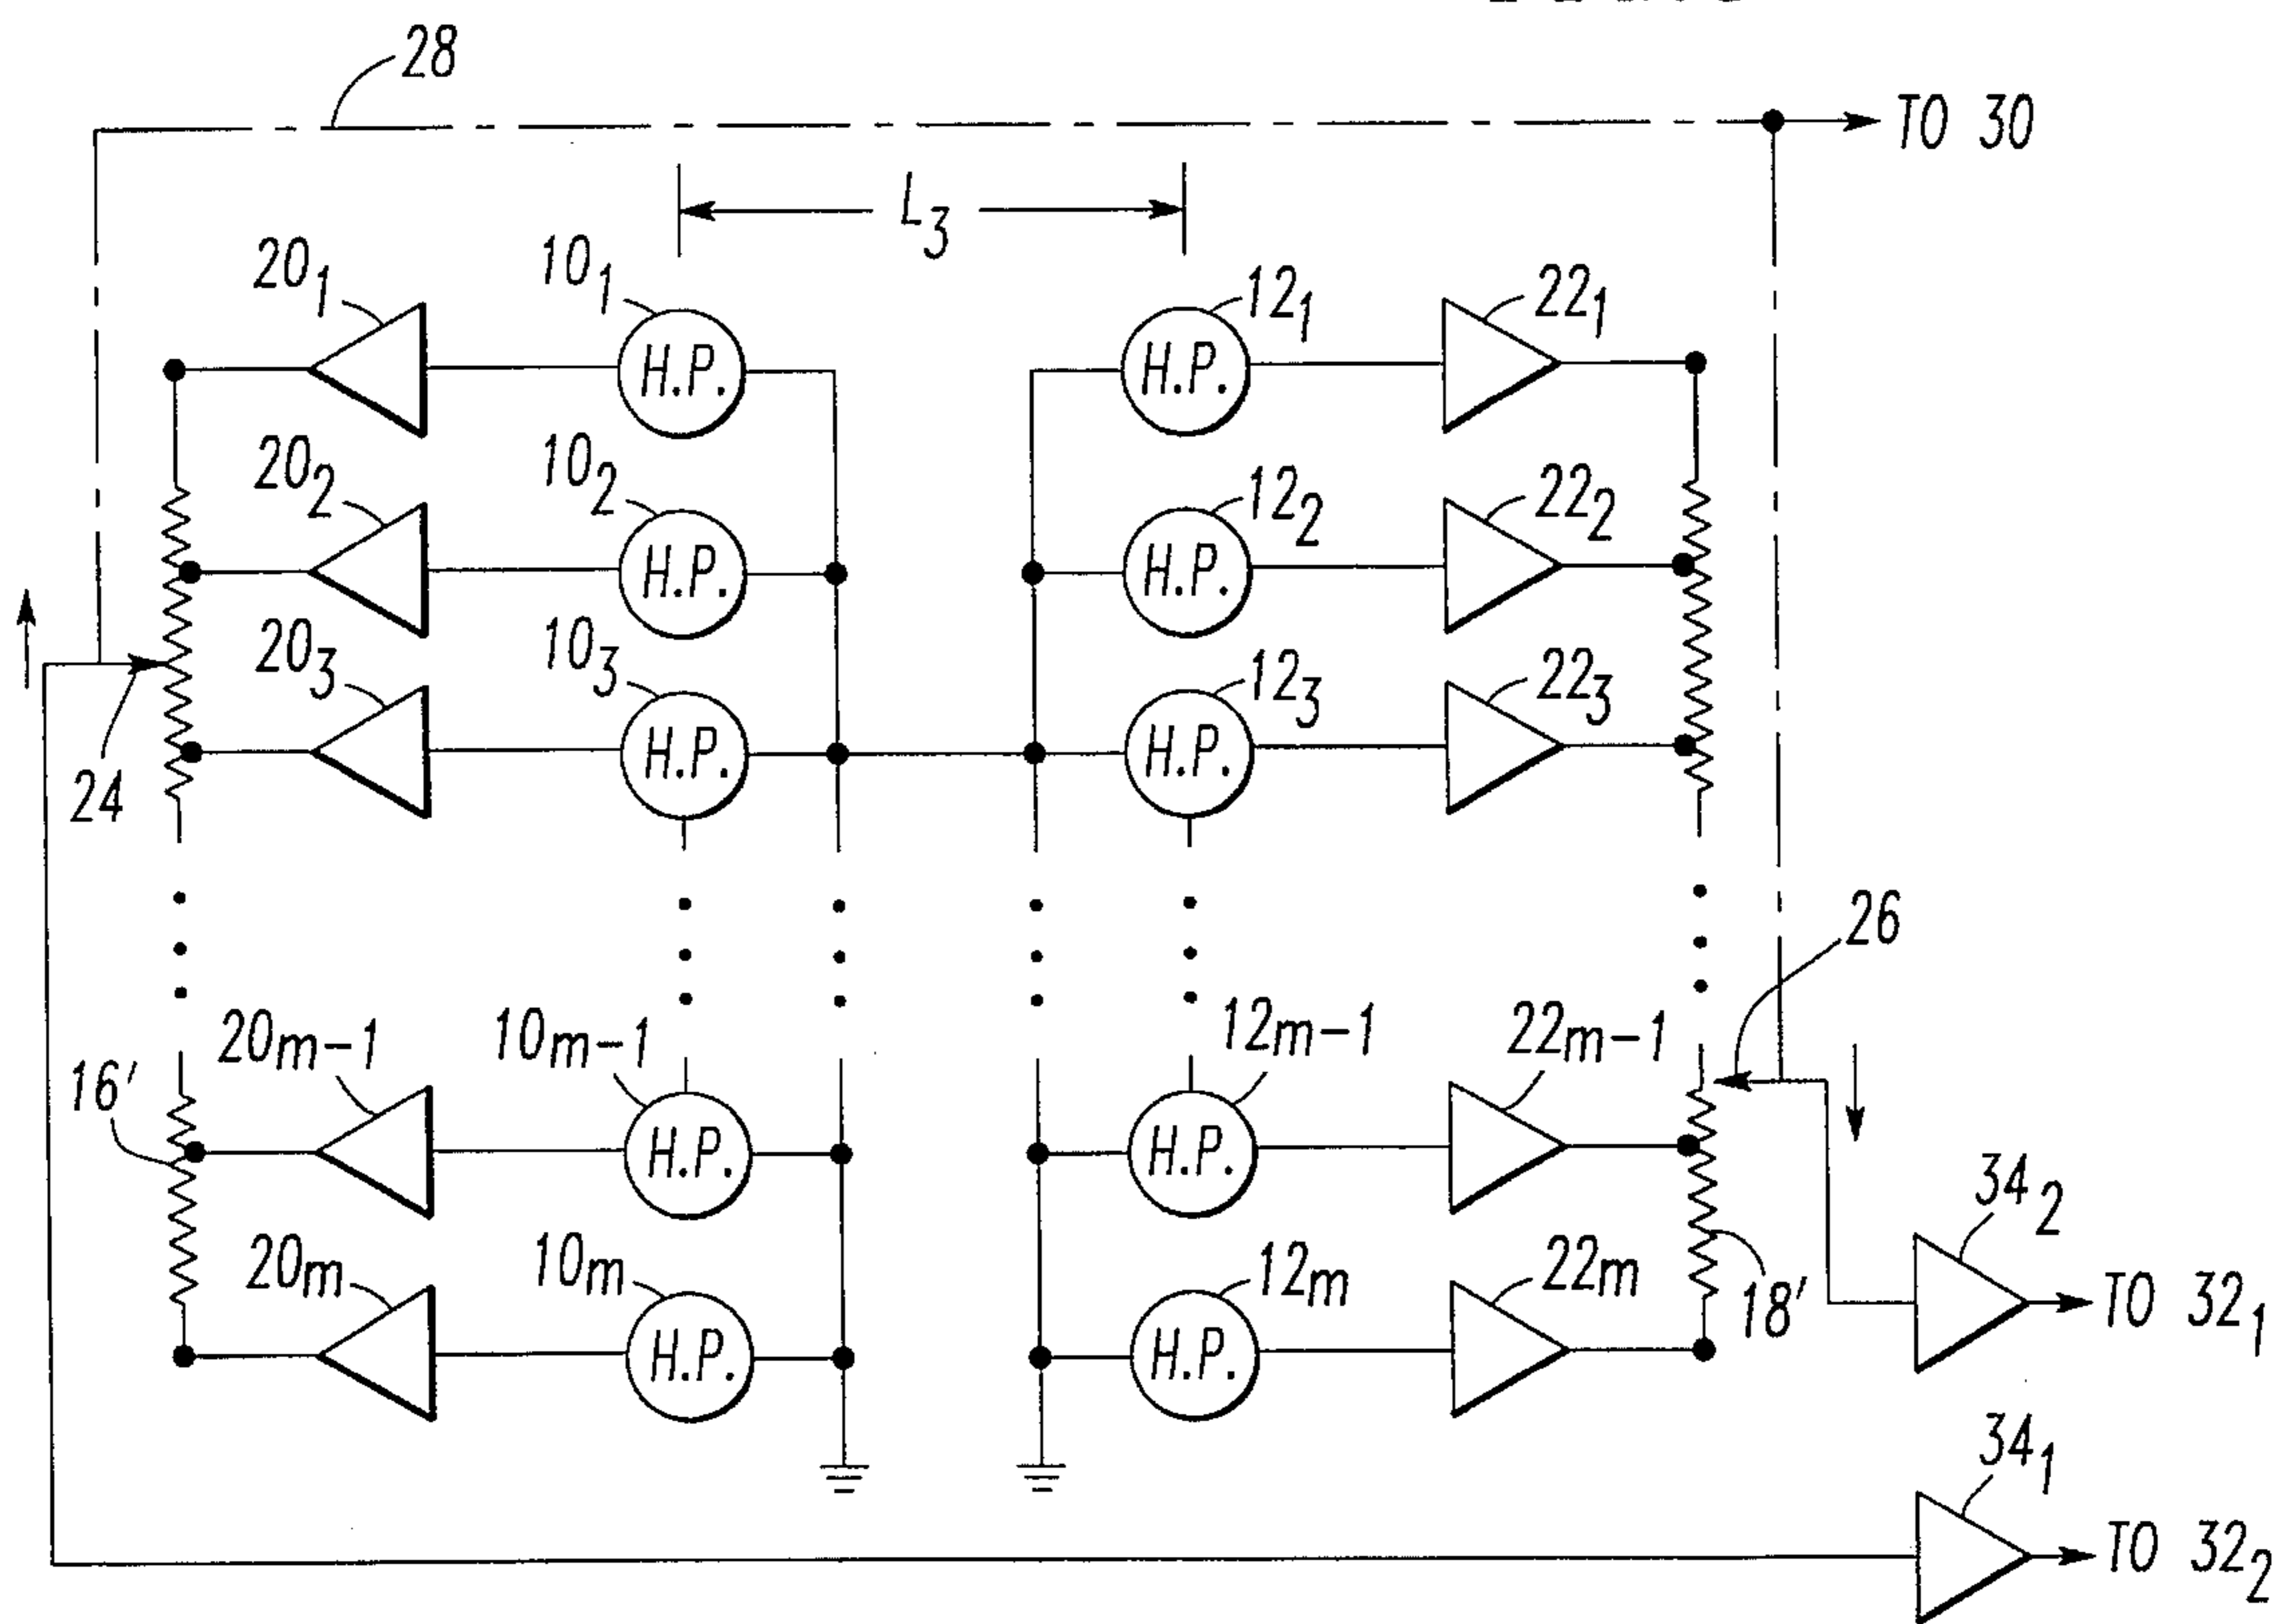 28
TO 30
L3
201
101
121
221
H.P.
H.P.
202
102
122
222
H.P.
H.P.
203
103
123
223
H.P.
H.P.
24
26
16'
20m-1
10m-1
12m-1
22m-1
H.P.
H.P.
342
20m
10m
12m
22m
18'
TO 321
H.P.
H.P.
341
TO 322